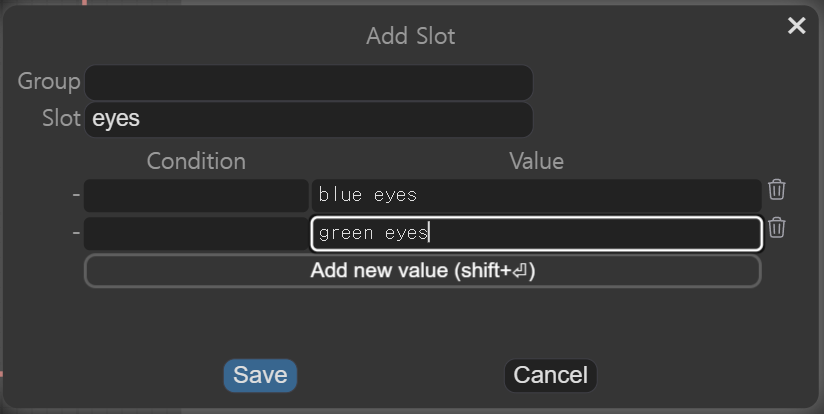 Add Slot
×
Group
Slot eyes
Condition Value
- blue eyes
- green eyes
Add new value (shift+⏎)
Save Cancel